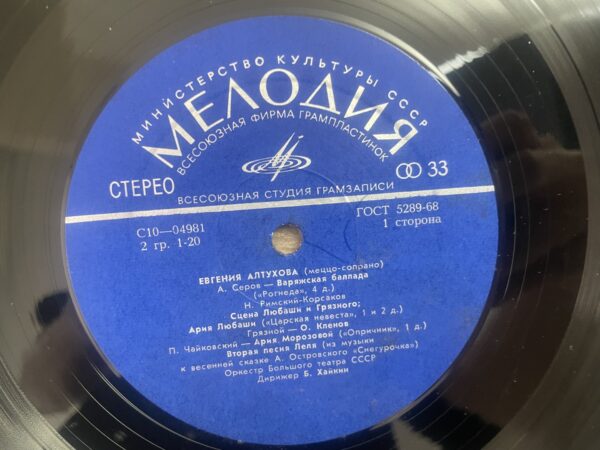 МИНИСТЕРСТВО КУЛЬТУРЫ СССР
МЕЛОДИЯ
ВСЕСОЮЗНАЯ ФИРМА ГРАМПЛАСТИНОК
СТЕРЕО
33
ВСЕСОЮЗНАЯ СТУДИЯ ГРАМЗАПИСИ
С10—04981
ГОСТ 5289-68
2 гр. 1-20
1 сторона
ЕВГЕНИЯ АЛТУХОВА (меццо-сопрано)
А. Серов — Варяжская баллада
(«Рогнеда», 4 д.)
Н. Римский-Корсаков
Сцена Любаши и Грязного;
Ария Любаши («Царская невеста», 1 и 2 д.)
Грязной — О. Кленов
П. Чайковский — Ария Морозовой («Опричник», 1 д.)
Вторая песня Леля (из музыки
к весенней сказке А. Островского «Снегурочка»)
Оркестр Большого театра СССР
Дирижер Б. Хайкин